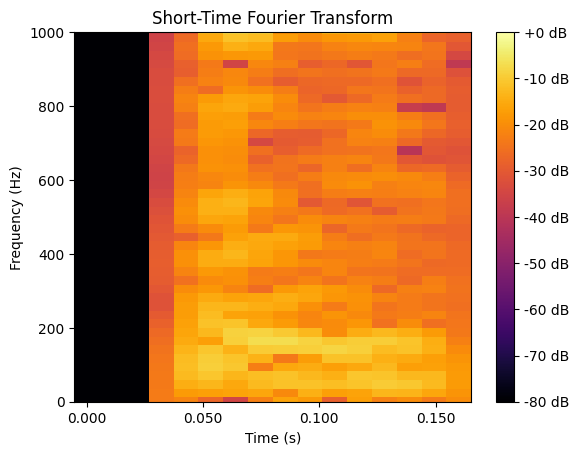 Short-Time Fourier Transform
1000
800
600
400
200
0
Frequency (Hz)
0.000
0.050
0.100
0.150
Time (s)
+0 dB
-10 dB
-20 dB
-30 dB
-40 dB
-50 dB
-60 dB
-70 dB
-80 dB